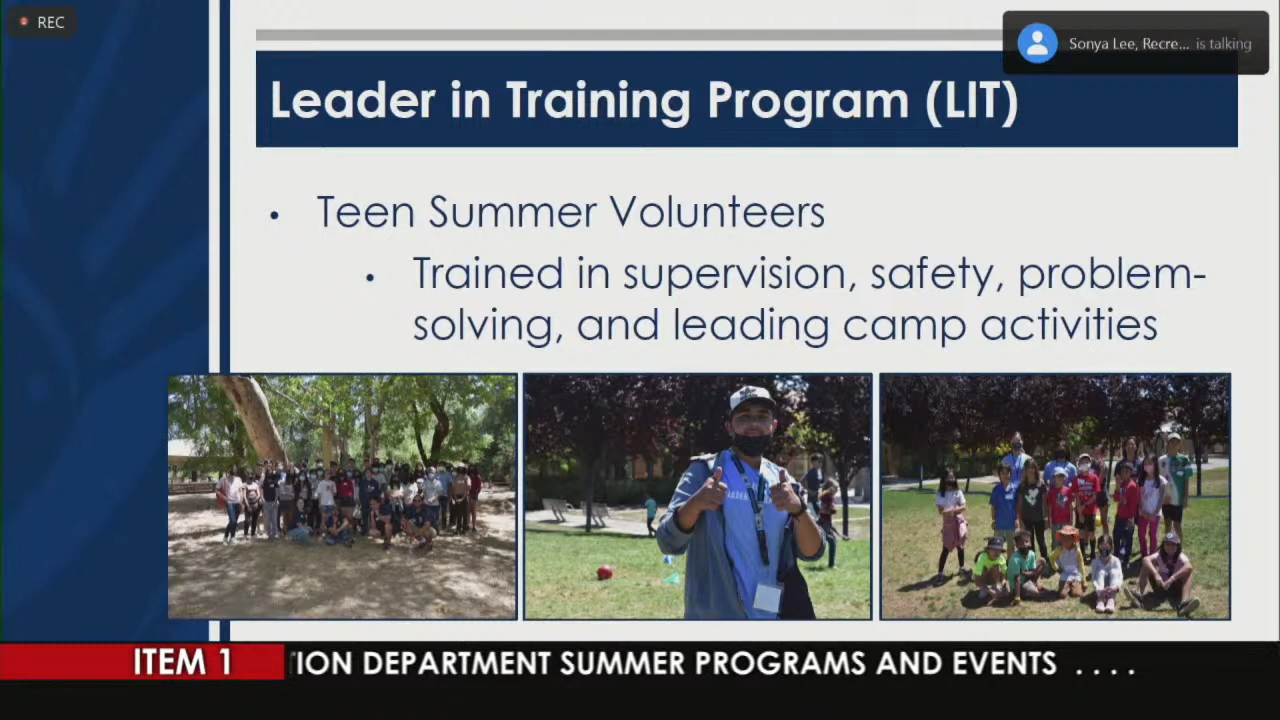 REC
Sonya Lee, Recre... is talking
Leader in Training Program (LIT)
• Teen Summer Volunteers
• Trained in supervision, safety, problem-
solving, and leading camp activities
ITEM 1
TION DEPARTMENT SUMMER PROGRAMS AND EVENTS . . . .